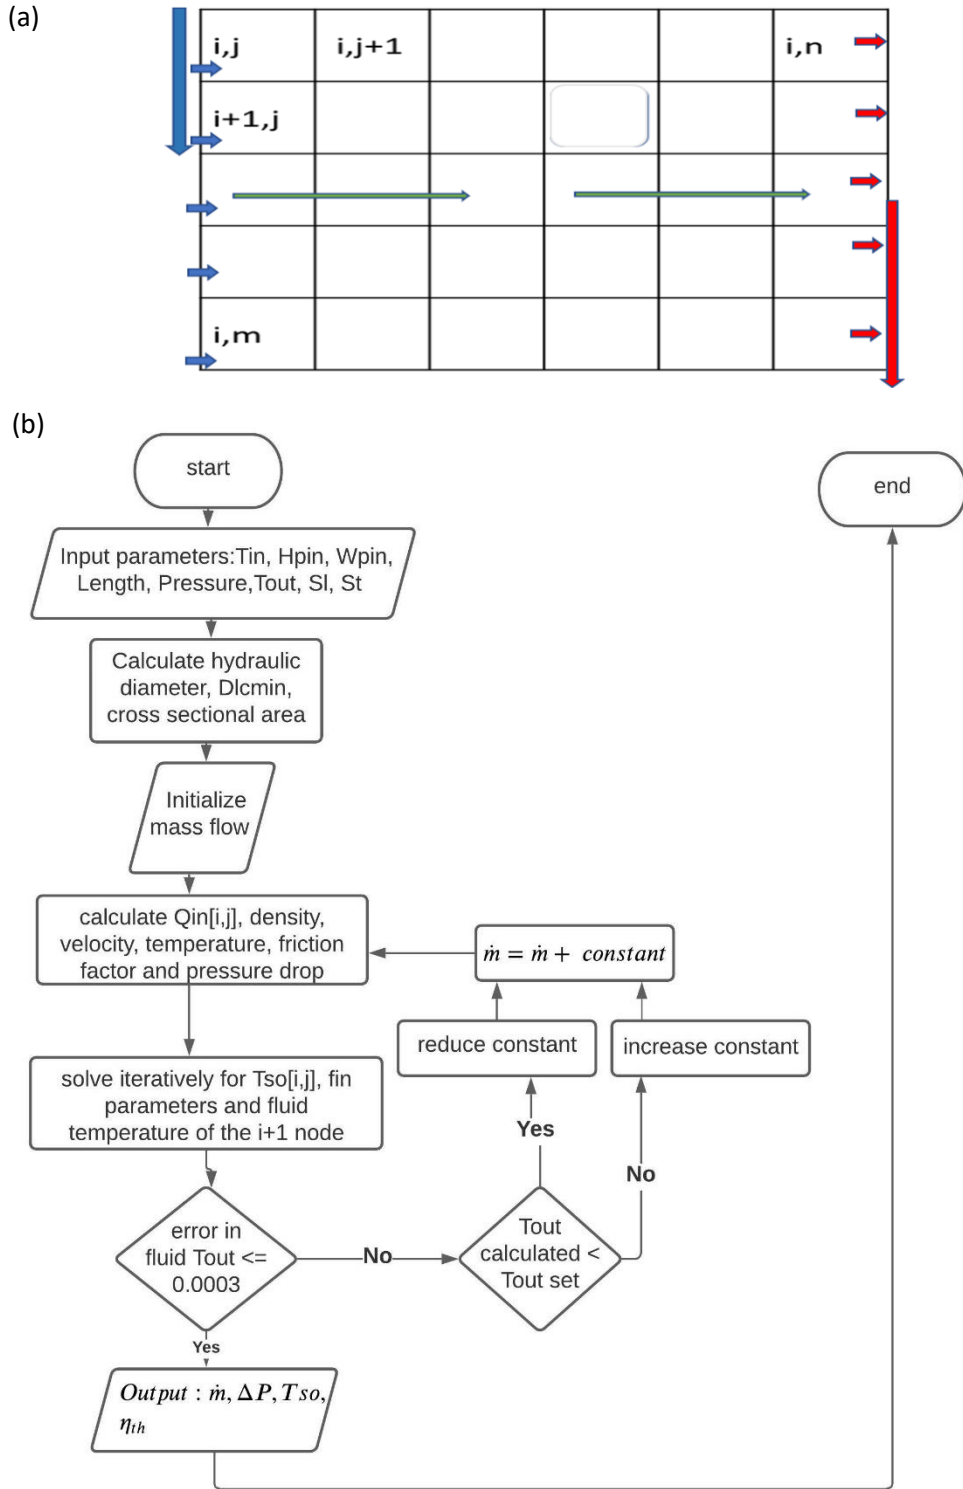 (a)
i,j
i,j+1
i,n
i+1,j
i,m
(b)
start
end
Input parameters:Tin, Hpin, Wpin,
Length, Pressure,Tout, Sl, St
Calculate hydraulic
diameter, Dlcmin,
cross sectional area
Initialize
mass flow
calculate Qin[i,j], density,
velocity, temperature, friction
factor and pressure drop
ṁ = ṁ + constant
reduce constant
increase constant
solve iteratively for Tso[i,j], fin
parameters and fluid
temperature of the i+1 node
Yes
No
error in
fluid Tout <=
0.0003
No
Tout
calculated <
Tout set
Yes
Output : ṁ, ΔP, Tso,
η_th